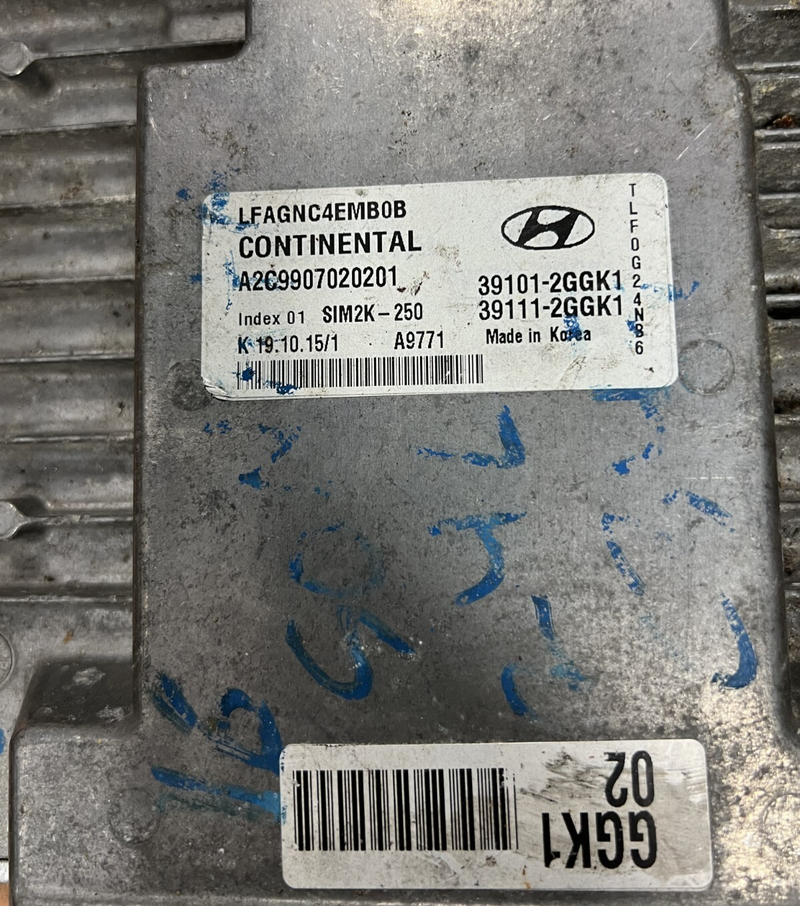 LFAGNC4EMB0B
CONTINENTAL
A2C9907020201
39101-2GGK1
Index 01 SIM2K-250
39111-2GGK1
K 19.10.15/1 A9771 Made in Korea
TLF0G24NB6
GGK1
02